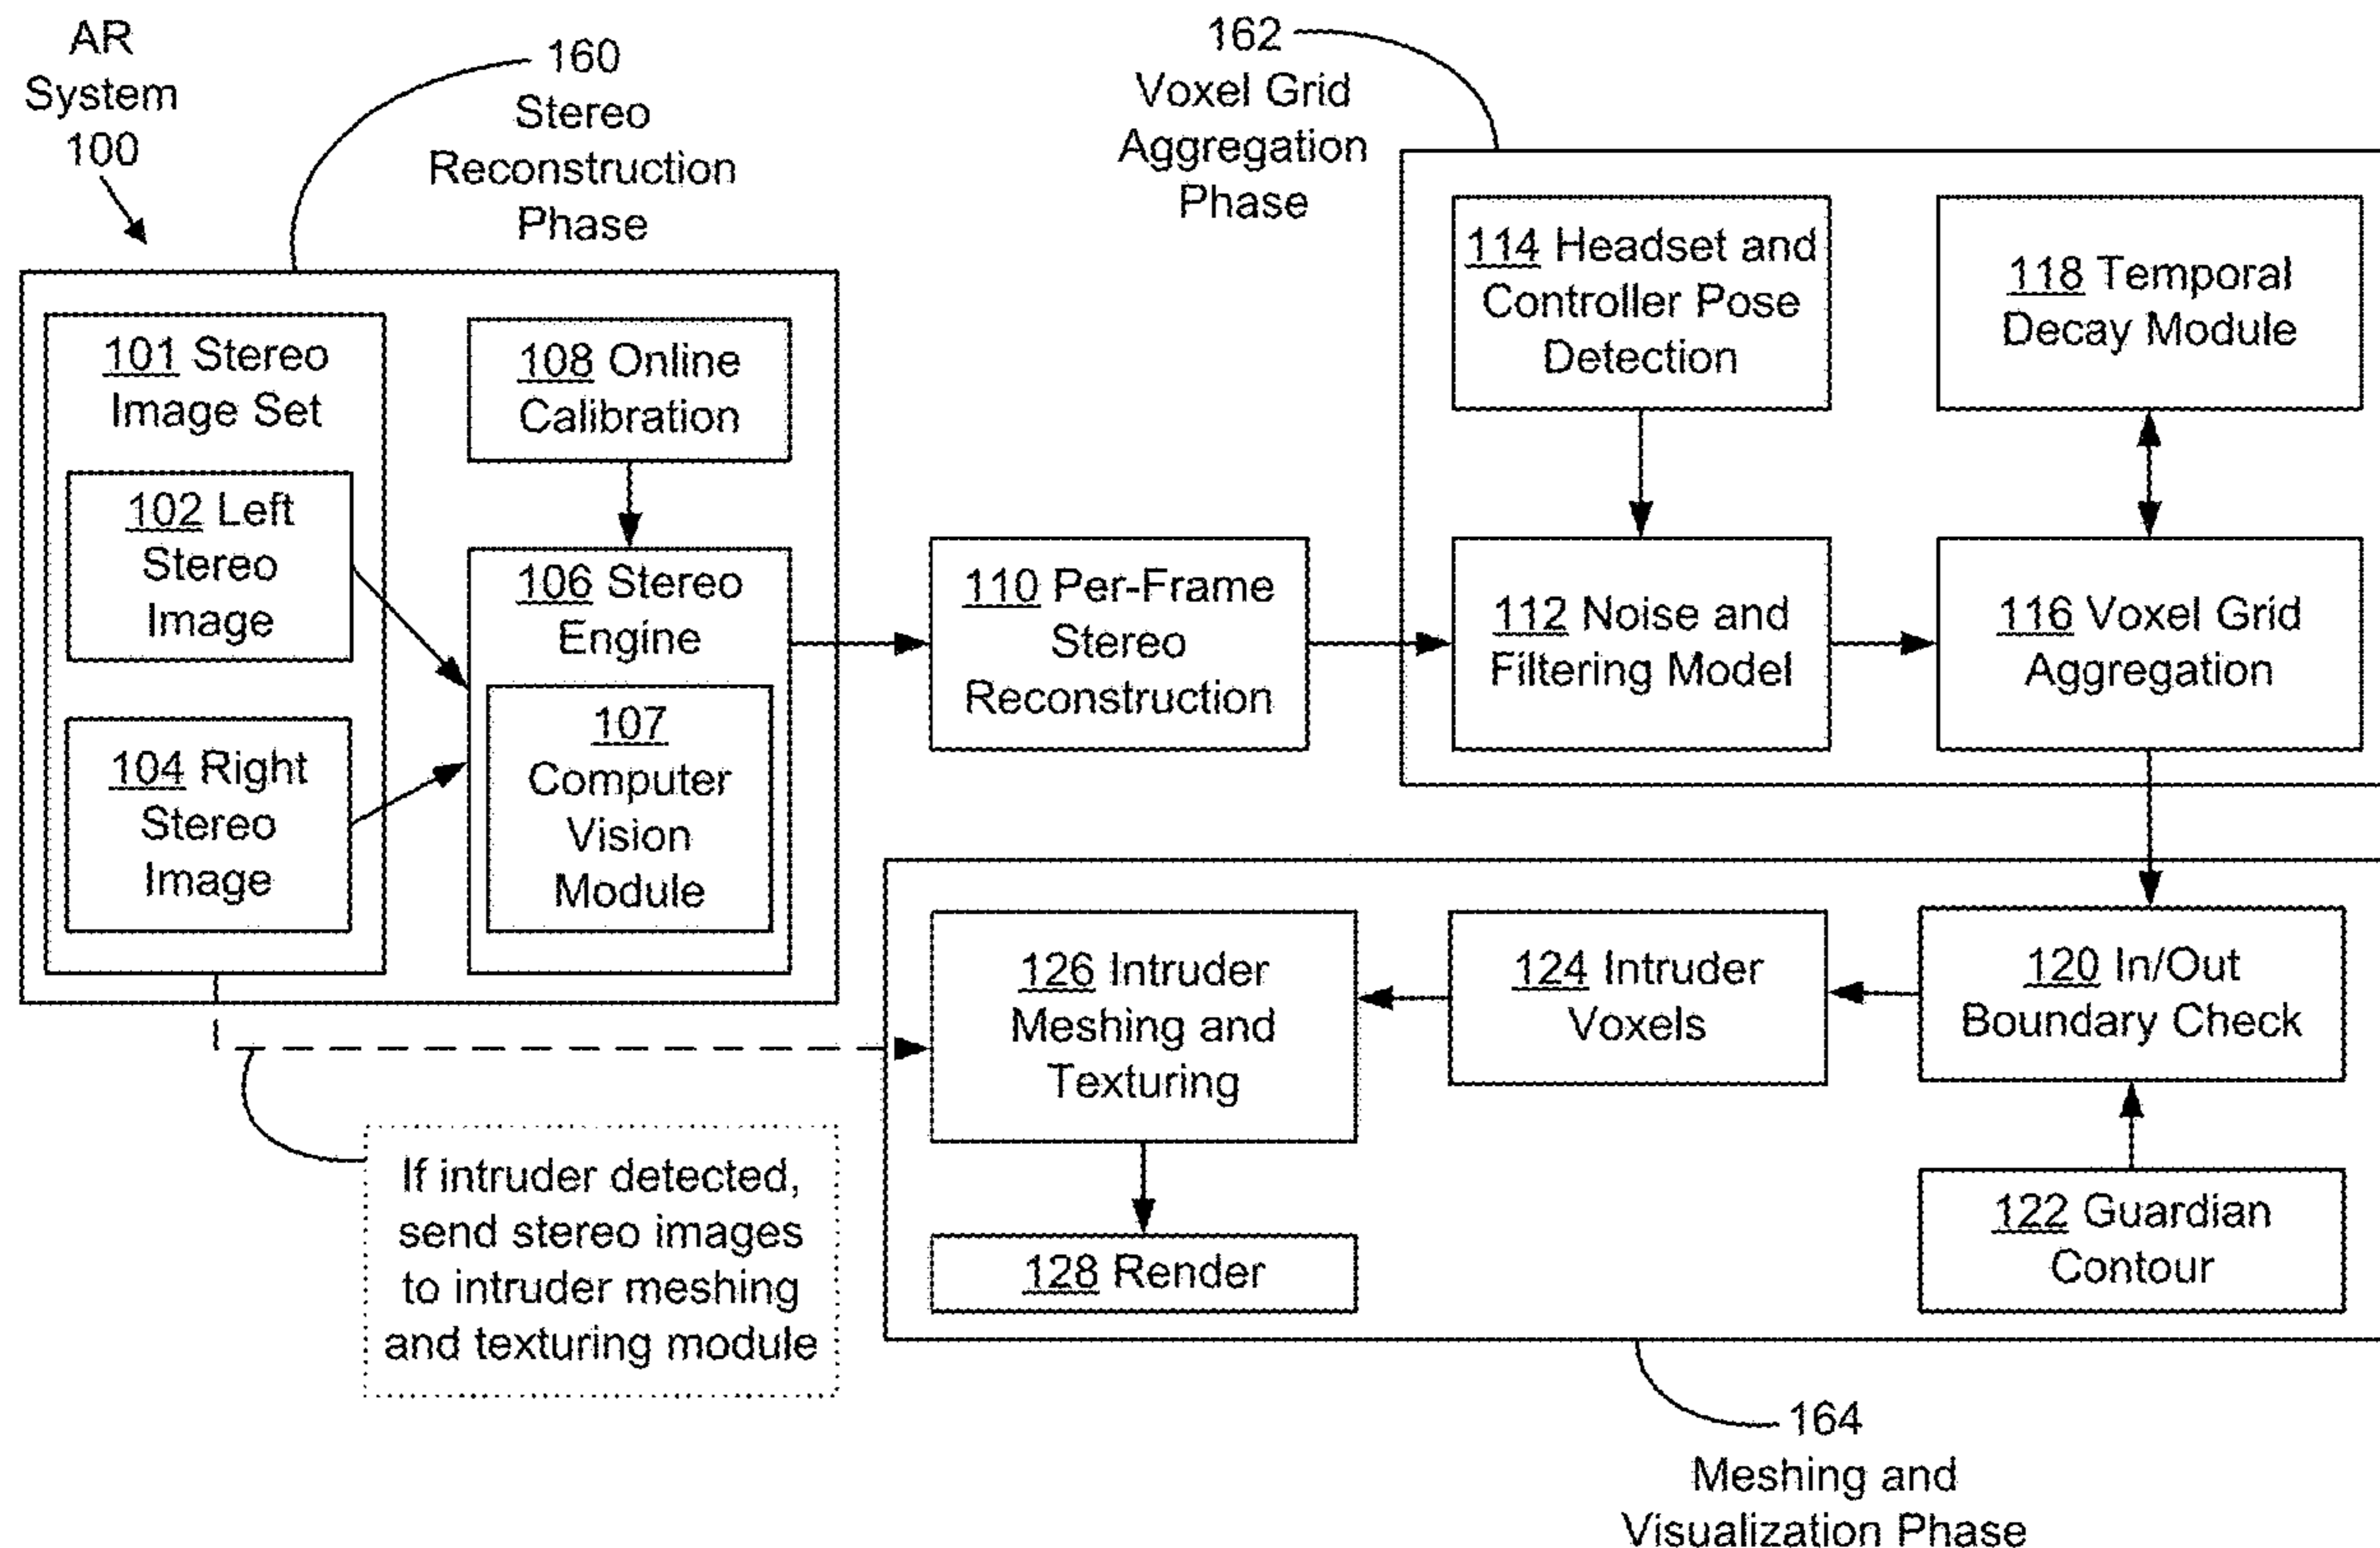 AR
System
100
160
Stereo
Reconstruction
Phase
162
Voxel Grid
Aggregation
Phase
101 Stereo
Image Set
102 Left
Stereo
Image
104 Right
Stereo
Image
108 Online
Calibration
106 Stereo
Engine
107
Computer
Vision
Module
110 Per-Frame
Stereo
Reconstruction
114 Headset and
Controller Pose
Detection
118 Temporal
Decay Module
112 Noise and
Filtering Model
116 Voxel Grid
Aggregation
126 Intruder
Meshing and
Texturing
124 Intruder
Voxels
120 In/Out
Boundary Check
122 Guardian
Contour
128 Render
If intruder detected,
send stereo images
to intruder meshing
and texturing module
164
Meshing and
Visualization Phase